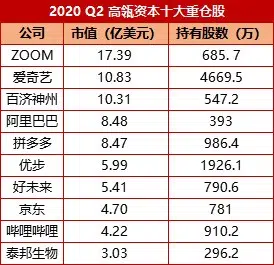 2020 Q2 高瓴资本十大重仓股
公司 市值（亿美元） 持有股数（万）
ZOOM 17.39 685.7
爱奇艺 10.83 4669.5
百济神州 10.31 547.2
阿里巴巴 8.48 393
拼多多 8.47 986.4
优步 5.99 1926.1
好未来 5.41 790.6
京东 4.70 781
哔哩哔哩 4.22 910.2
泰邦生物 3.03 296.2